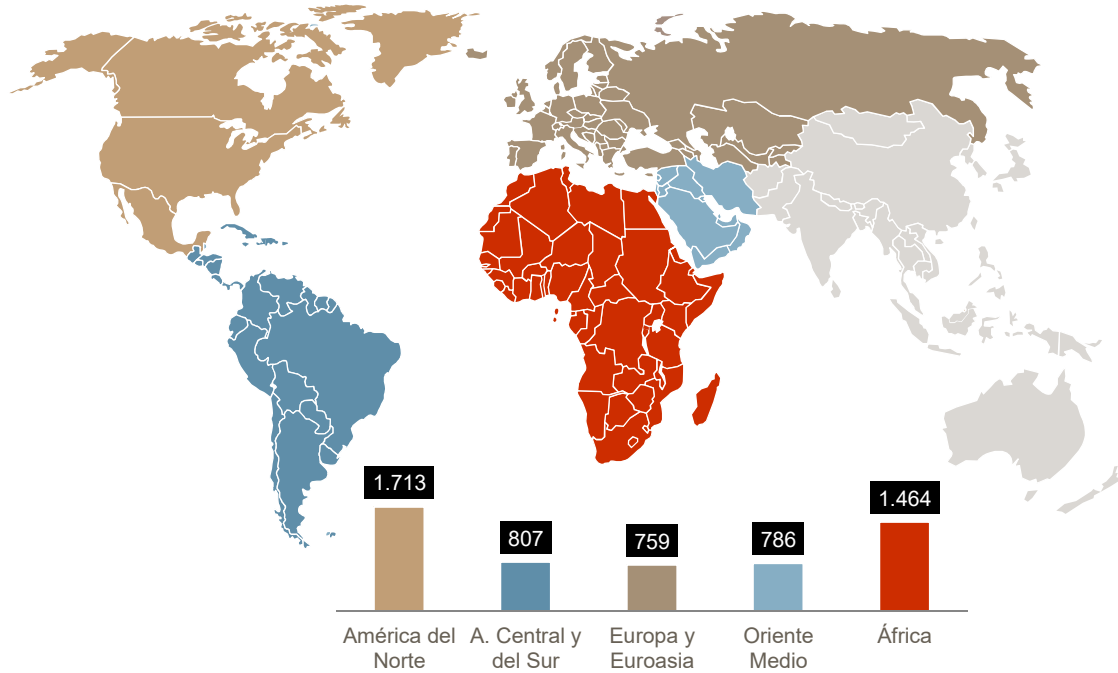 1.713
807
759
786
1.464
América del
Norte
A. Central y
del Sur
Europa y
Euroasia
Oriente
Medio
África